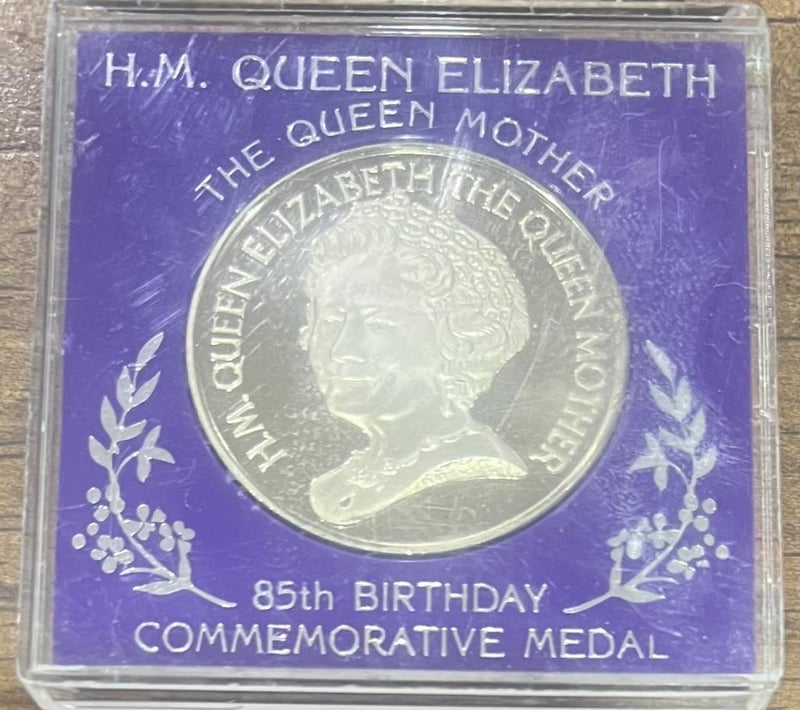 H.M. QUEEN ELIZABETH
THE QUEEN MOTHER
H.M. QUEEN ELIZABETH THE QUEEN MOTHER
85th BIRTHDAY
COMMEMORATIVE MEDAL